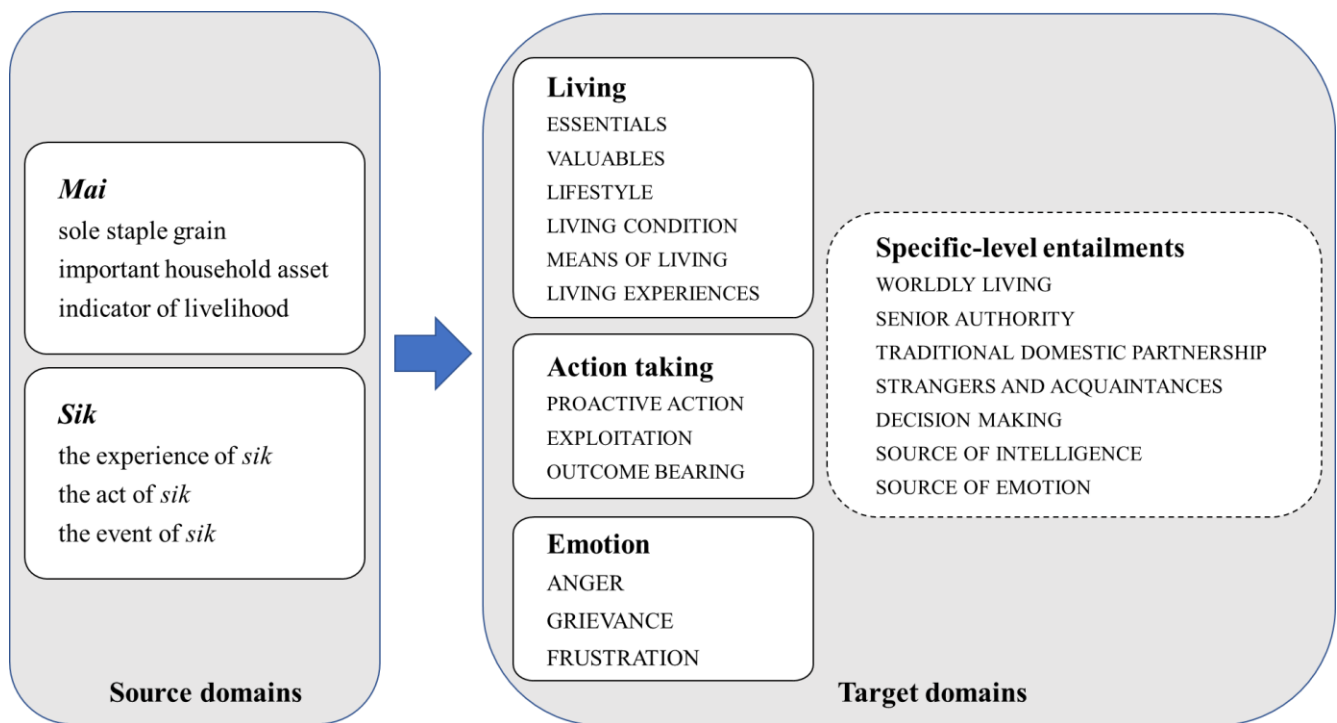 Mai
sole staple grain
important household asset
indicator of livelihood
Sik
the experience of sik
the act of sik
the event of sik
Source domains
Living
ESSENTIALS
VALUABLES
LIFESTYLE
LIVING CONDITION
MEANS OF LIVING
LIVING EXPERIENCES
Action taking
PROACTIVE ACTION
EXPLOITATION
OUTCOME BEARING
Emotion
ANGER
GRIEVANCE
FRUSTRATION
Specific-level entailments
WORLDLY LIVING
SENIOR AUTHORITY
TRADITIONAL DOMESTIC PARTNERSHIP
STRANGERS AND ACQUAINTANCES
DECISION MAKING
SOURCE OF INTELLIGENCE
SOURCE OF EMOTION
Target domains